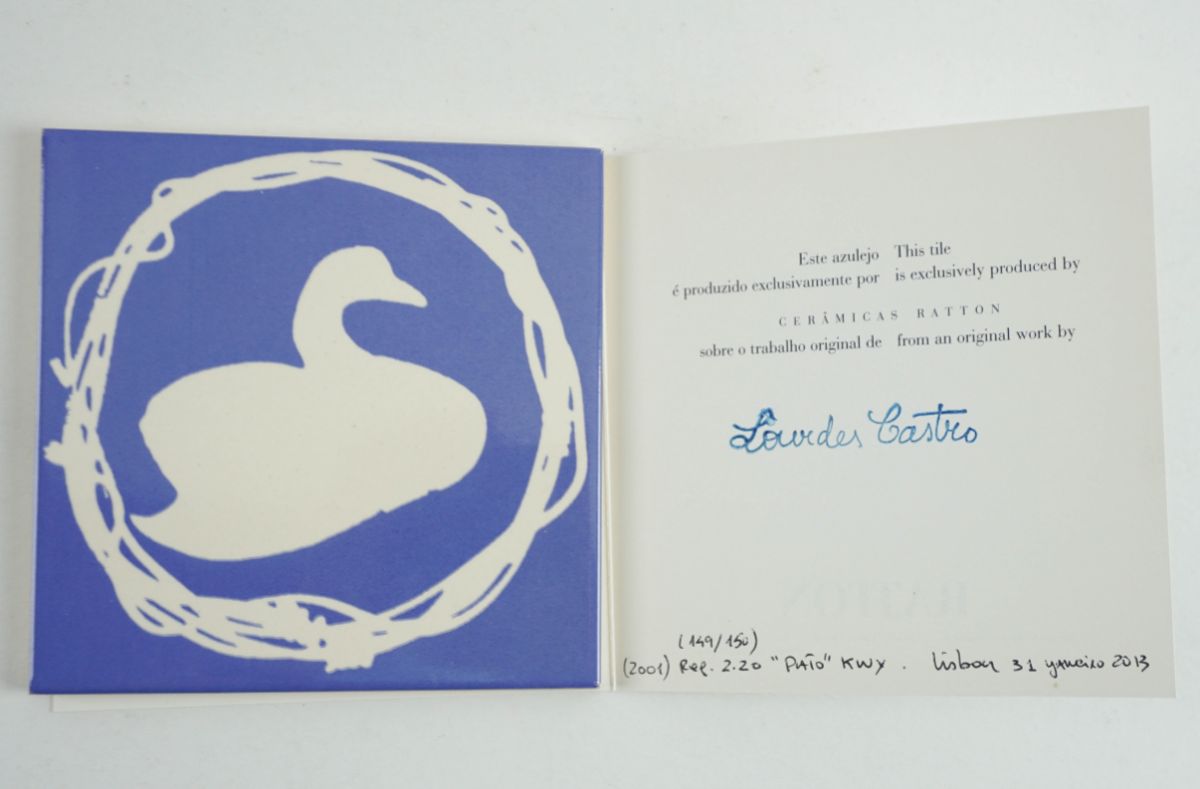 Este azulejo This tile
é produzido exclusivamente por is exclusively produced by
CERÂMICAS RATTON
sobre o trabalho original de from an original work by
Lourdes Castro
RATTON
(149/150)
(2001) Ref. 2.20 "PATO" KWY. Lisboa 31 janeiro 2013